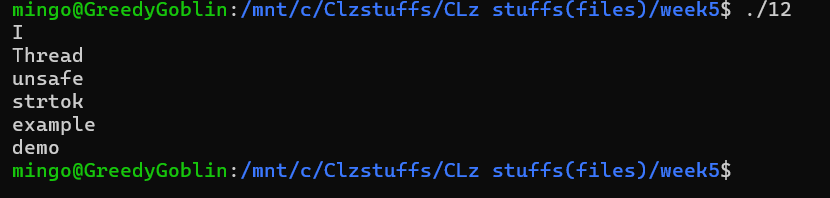 mingo@GreedyGoblin:/mnt/c/Clzstuffs/CLz stuffs(files)/week5$ ./12
I
Thread
unsafe
strtok
example
demo
mingo@GreedyGoblin:/mnt/c/Clzstuffs/CLz stuffs(files)/week5$